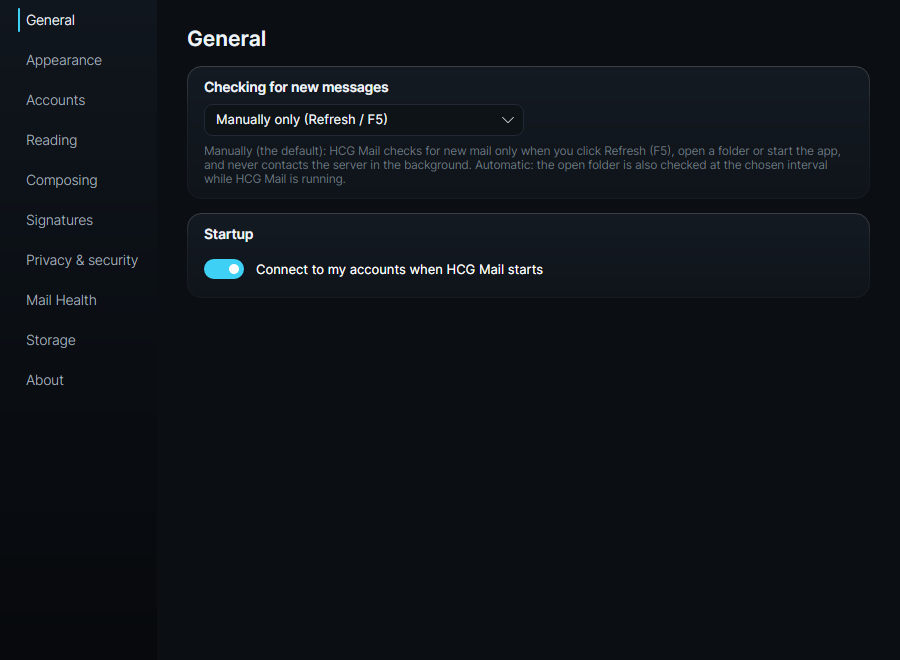 General
Appearance
Accounts
Reading
Composing
Signatures
Privacy & security
Mail Health
Storage
About
General
Checking for new messages
Manually only (Refresh / F5)
Manually (the default): HCG Mail checks for new mail only when you click Refresh (F5), open a folder or start the app,
and never contacts the server in the background. Automatic: the open folder is also checked at the chosen interval
while HCG Mail is running.
Startup
Connect to my accounts when HCG Mail starts